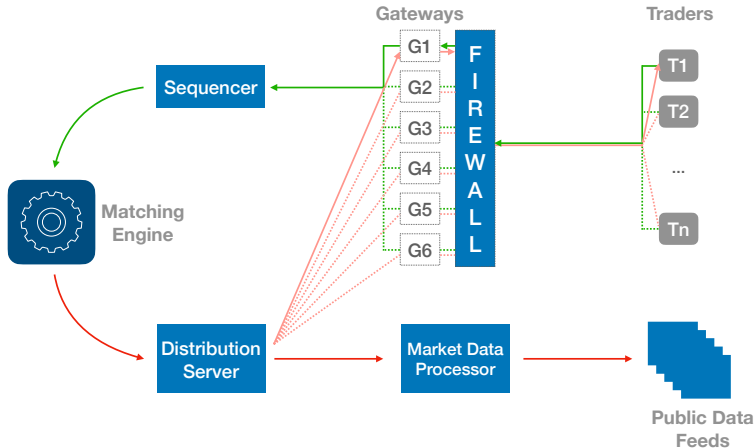 Gateways
Traders
G1
G2
G3
G4
G5
G6
F
I
R
E
W
A
L
L
T1
T2
...
Tn
Sequencer
Matching
Engine
Distribution
Server
Market Data
Processor
Public Data
Feeds